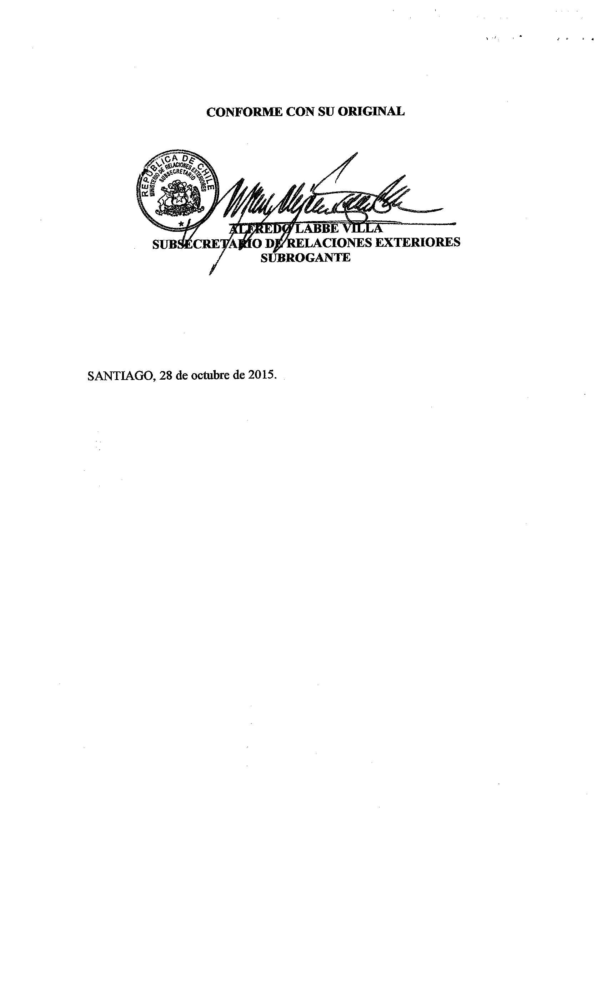 CONFORME CON SU ORIGINAL
REPÚBLICA DE CHILE
MINISTERIO DE RELACIONES EXTERIORES
SUBSECRETARIO
ALFREDO LABBE VILLA
SUBSECRETARIO DE RELACIONES EXTERIORES
SUBROGANTE
SANTIAGO, 28 de octubre de 2015.